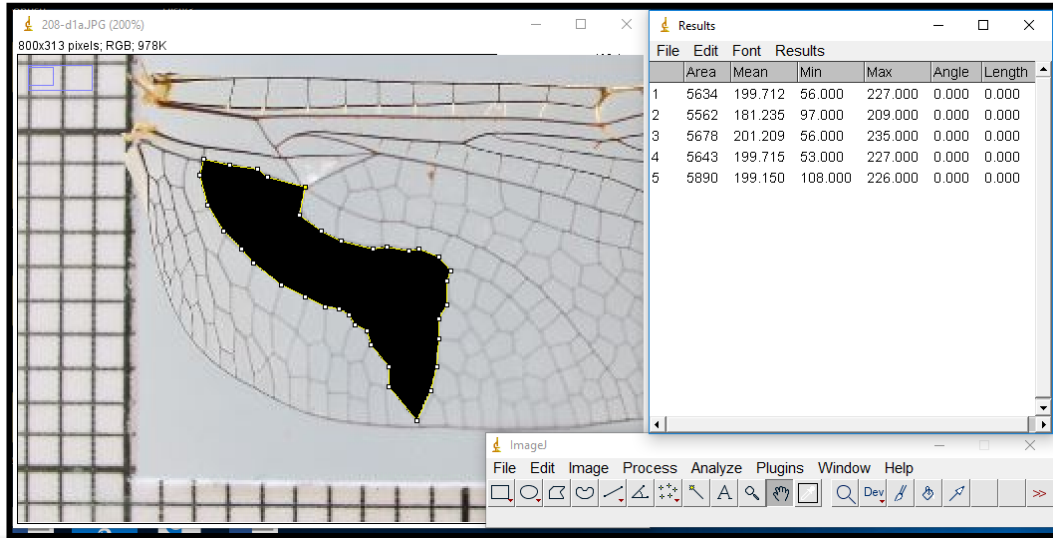 208-d1a.JPG (200%)
800x313 pixels; RGB; 978K
Results
File Edit Font Results
Area Mean Min Max Angle Length
1 5634 199.712 56.000 227.000 0.000 0.000
2 5562 181.235 97.000 209.000 0.000 0.000
3 5678 201.209 56.000 235.000 0.000 0.000
4 5643 199.715 53.000 227.000 0.000 0.000
5 5890 199.150 108.000 226.000 0.000 0.000
ImageJ
File Edit Image Process Analyze Plugins Window Help
A Dev >>